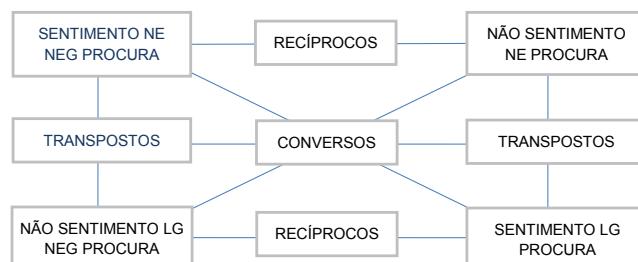 SENTIMENTO NE
NEG PROCURA
RECÍPROCOS
NÃO SENTIMENTO
NE PROCURA
TRANSPOSTOS
CONVERSOS
TRANSPOSTOS
NÃO SENTIMENTO LG
NEG PROCURA
RECÍPROCOS
SENTIMENTO LG
PROCURA